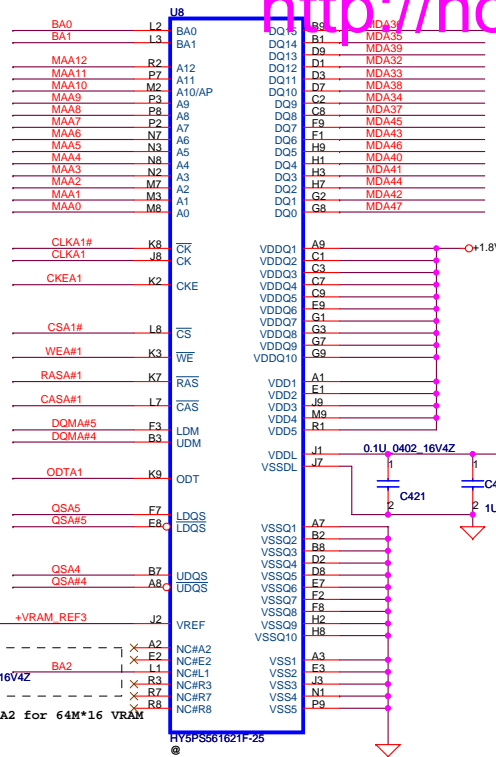 http://ho
U8
BA0 L2 BA0 DQ15 B9 MDA36
BA1 L3 BA1 DQ14 B1 MDA35
DQ13 D9 MDA39
MAA12 R2 A12 DQ12 D1 MDA32
MAA11 P7 A11 DQ11 D3 MDA33
MAA10 M2 A10/AP DQ10 D7 MDA38
MAA9 P3 A9 DQ9 C2 MDA34
MAA8 P8 A8 DQ8 C8 MDA37
MAA7 P2 A7 DQ7 F9 MDA45
MAA6 N7 A6 DQ6 F1 MDA43
MAA5 N3 A5 DQ5 H9 MDA46
MAA4 N8 A4 DQ4 H1 MDA40
MAA3 N2 A3 DQ3 H3 MDA41
MAA2 M7 A2 DQ2 H7 MDA44
MAA1 M3 A1 DQ1 G2 MDA42
MAA0 M8 A0 DQ0 G8 MDA47
CLKA1# K8 CK VDDQ1 A9 +1.8V
CLKA1 J8 CK VDDQ2 C1
VDDQ3 C3
CKEA1 K2 CKE VDDQ4 C7
VDDQ5 C9
VDDQ6 E9
VDDQ7 G1
CSA1# L8 CS VDDQ8 G3
VDDQ9 G7
WEA#1 K3 WE VDDQ10 G9
RASA#1 K7 RAS VDD1 A1
VDD2 E1
CASA#1 L7 CAS VDD3 J9
VDD4 M9
DQMA#5 F3 LDM VDD5 R1
DQMA#4 B3 UDM
VDDL J1 0.1U_0402_16V4Z
VSSDL J7
ODTA1 K9 ODT
1 1
C421 C4
2 2 1U
QSA5 F7 LDQS VSSQ1 A7
QSA#5 E8 LDQS VSSQ2 B2
VSSQ3 B8
VSSQ4 D2
QSA4 B7 UDQS VSSQ5 D8
QSA#4 A8 UDQS VSSQ6 E7
VSSQ7 F2
VSSQ8 F8
+VRAM_REF3 J2 VREF VSSQ9 H2
VSSQ10 H8
A2 NC#A2
E2 NC#E2 VSS1 A3
16V4Z BA2 L1 NC#L1 VSS2 E3
R3 NC#R3 VSS3 J3
R7 NC#R7 VSS4 N1
R8 NC#R8 VSS5 P9
A2 for 64M*16 VRAM
HY5PS561621F-25
@